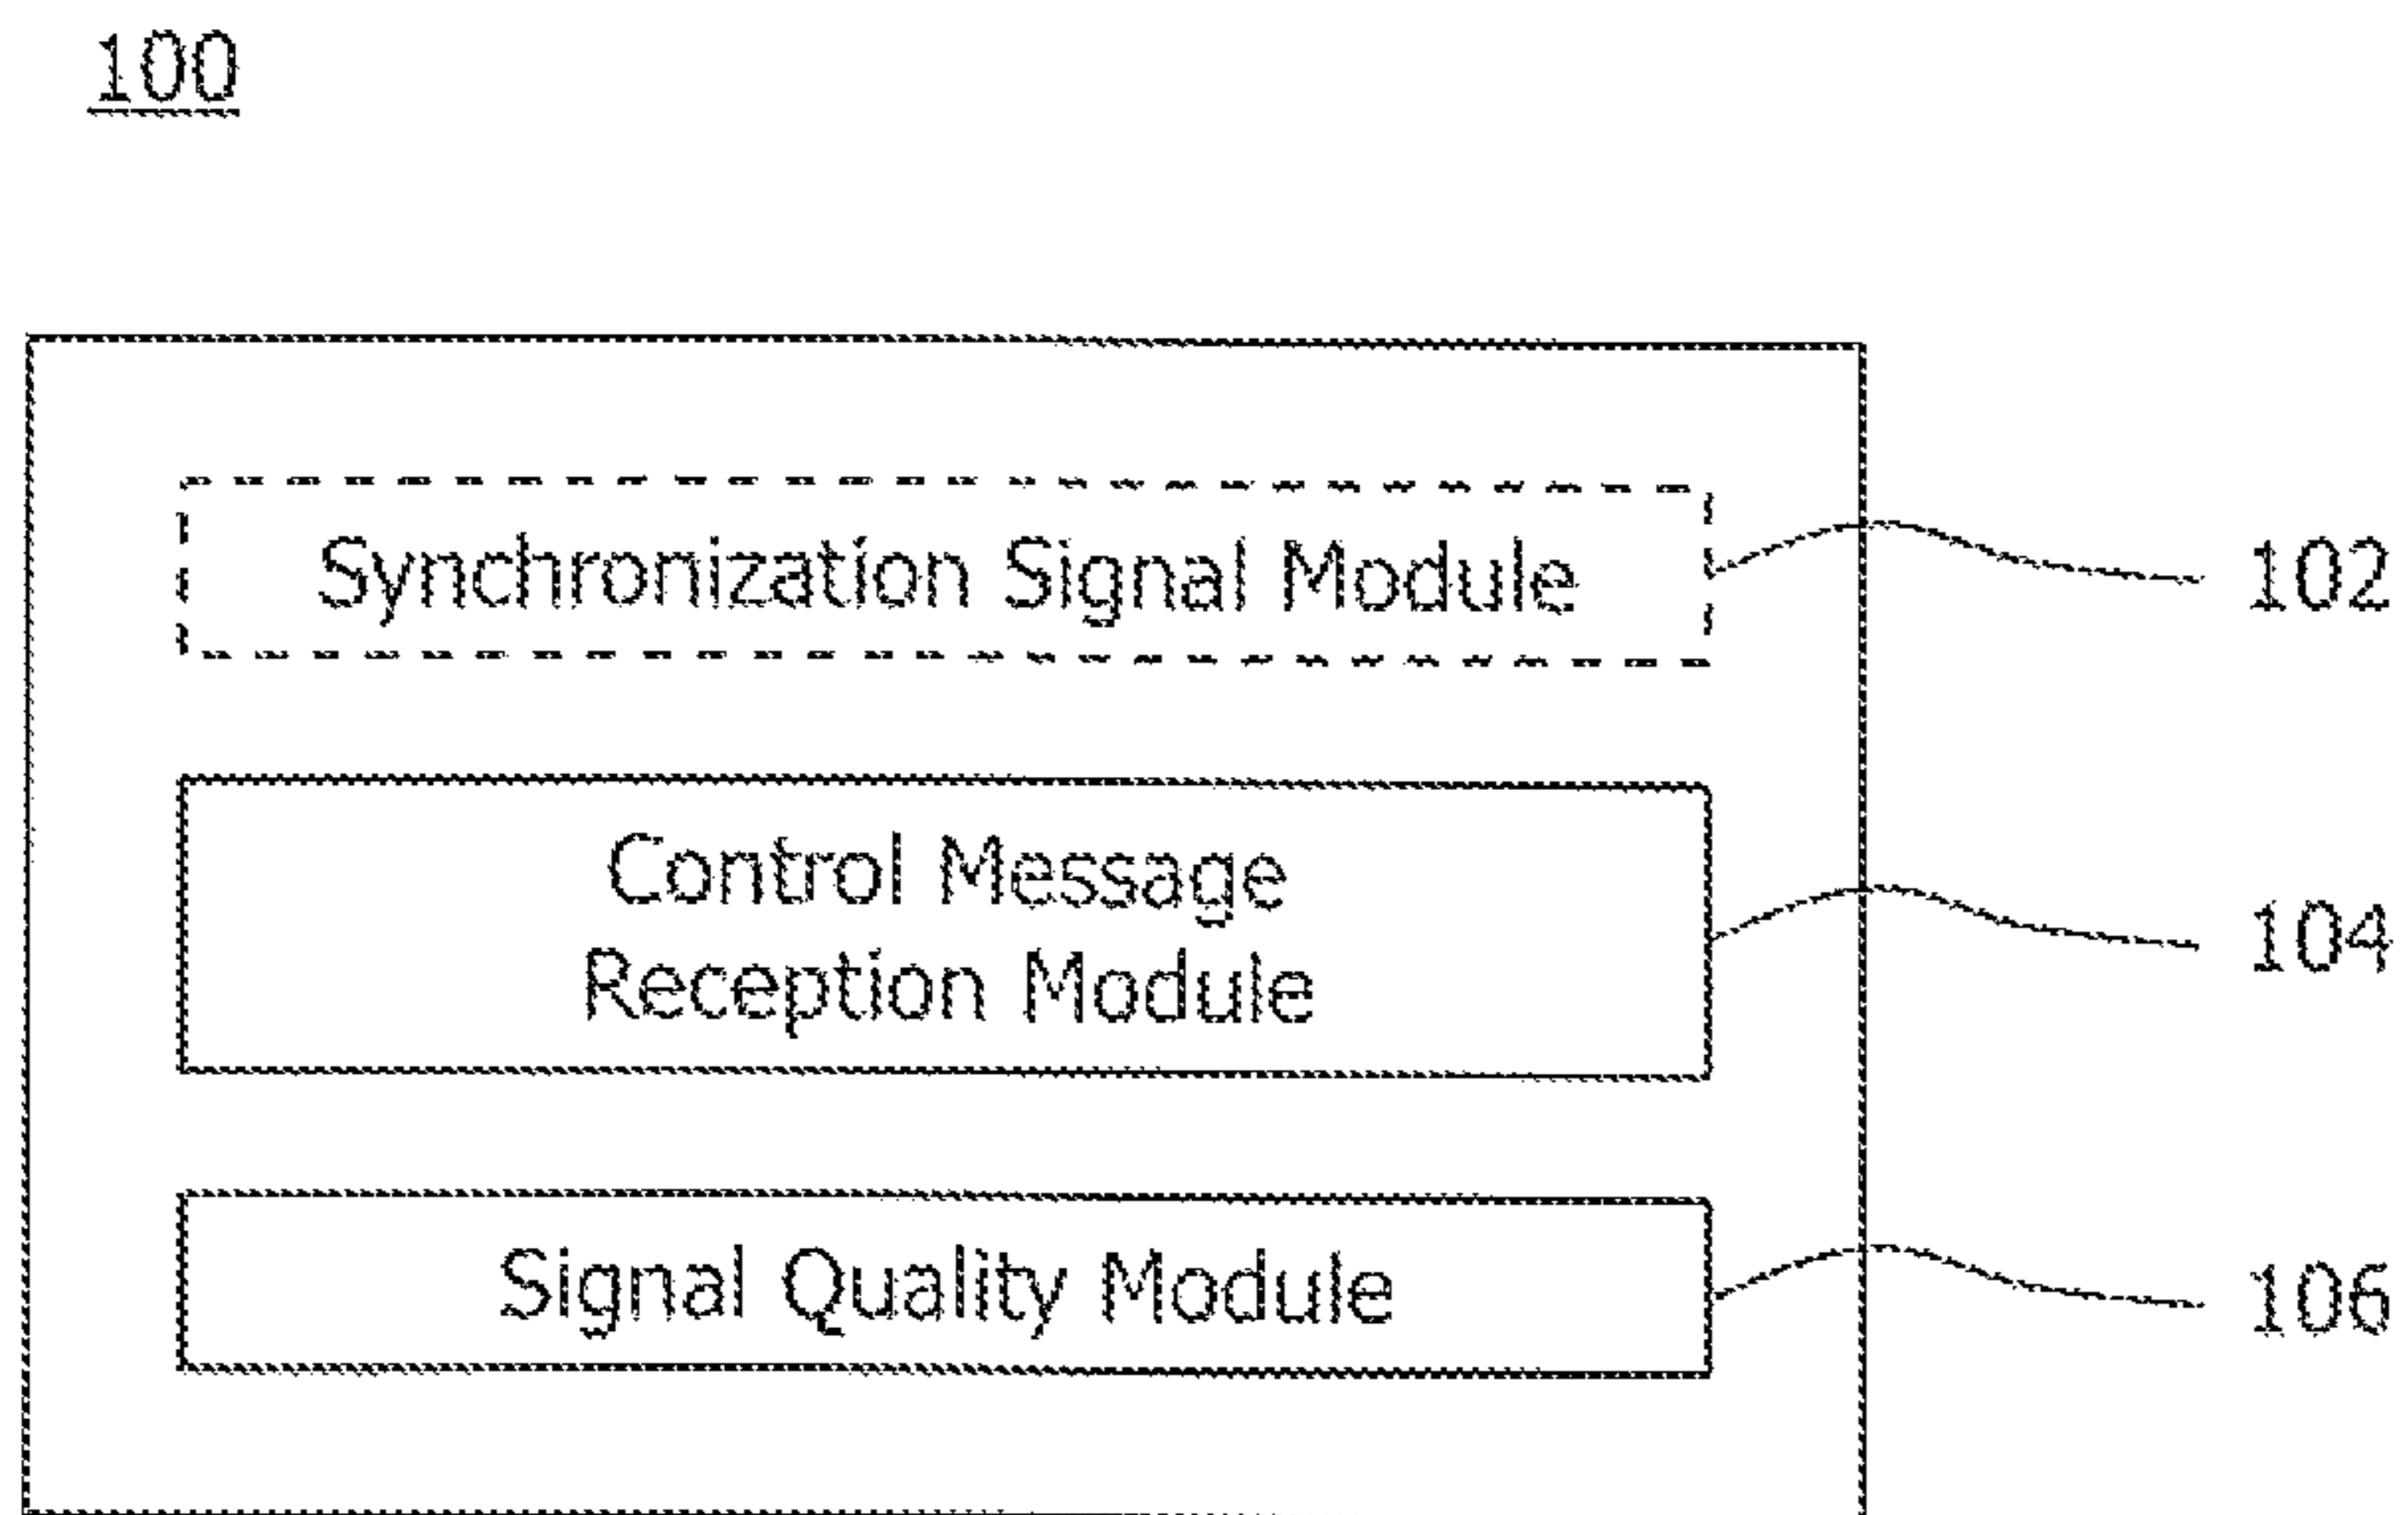 100
Synchronization Signal Module
102
Control Message
Reception Module
104
Signal Quality Module
106